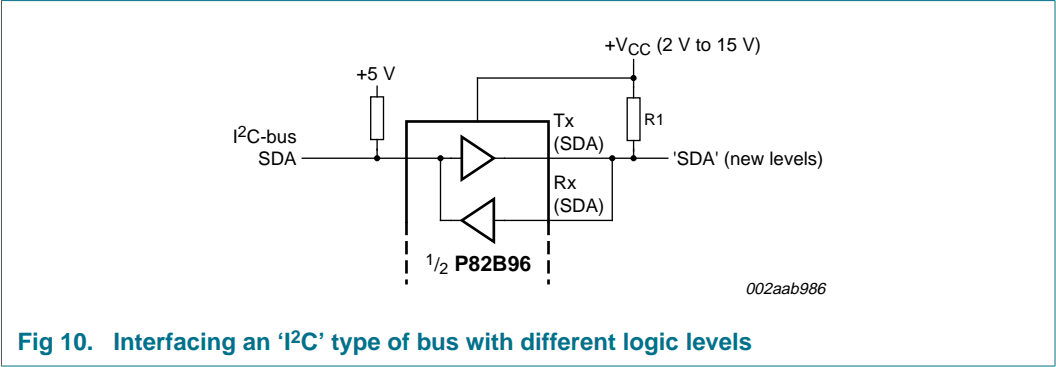 +VCC (2 V to 15 V)
+5 V
R1
I2C-bus
SDA
Tx
(SDA)
'SDA' (new levels)
Rx
(SDA)
1/2 P82B96
002aab986
Fig 10. Interfacing an ‘I2C’ type of bus with different logic levels